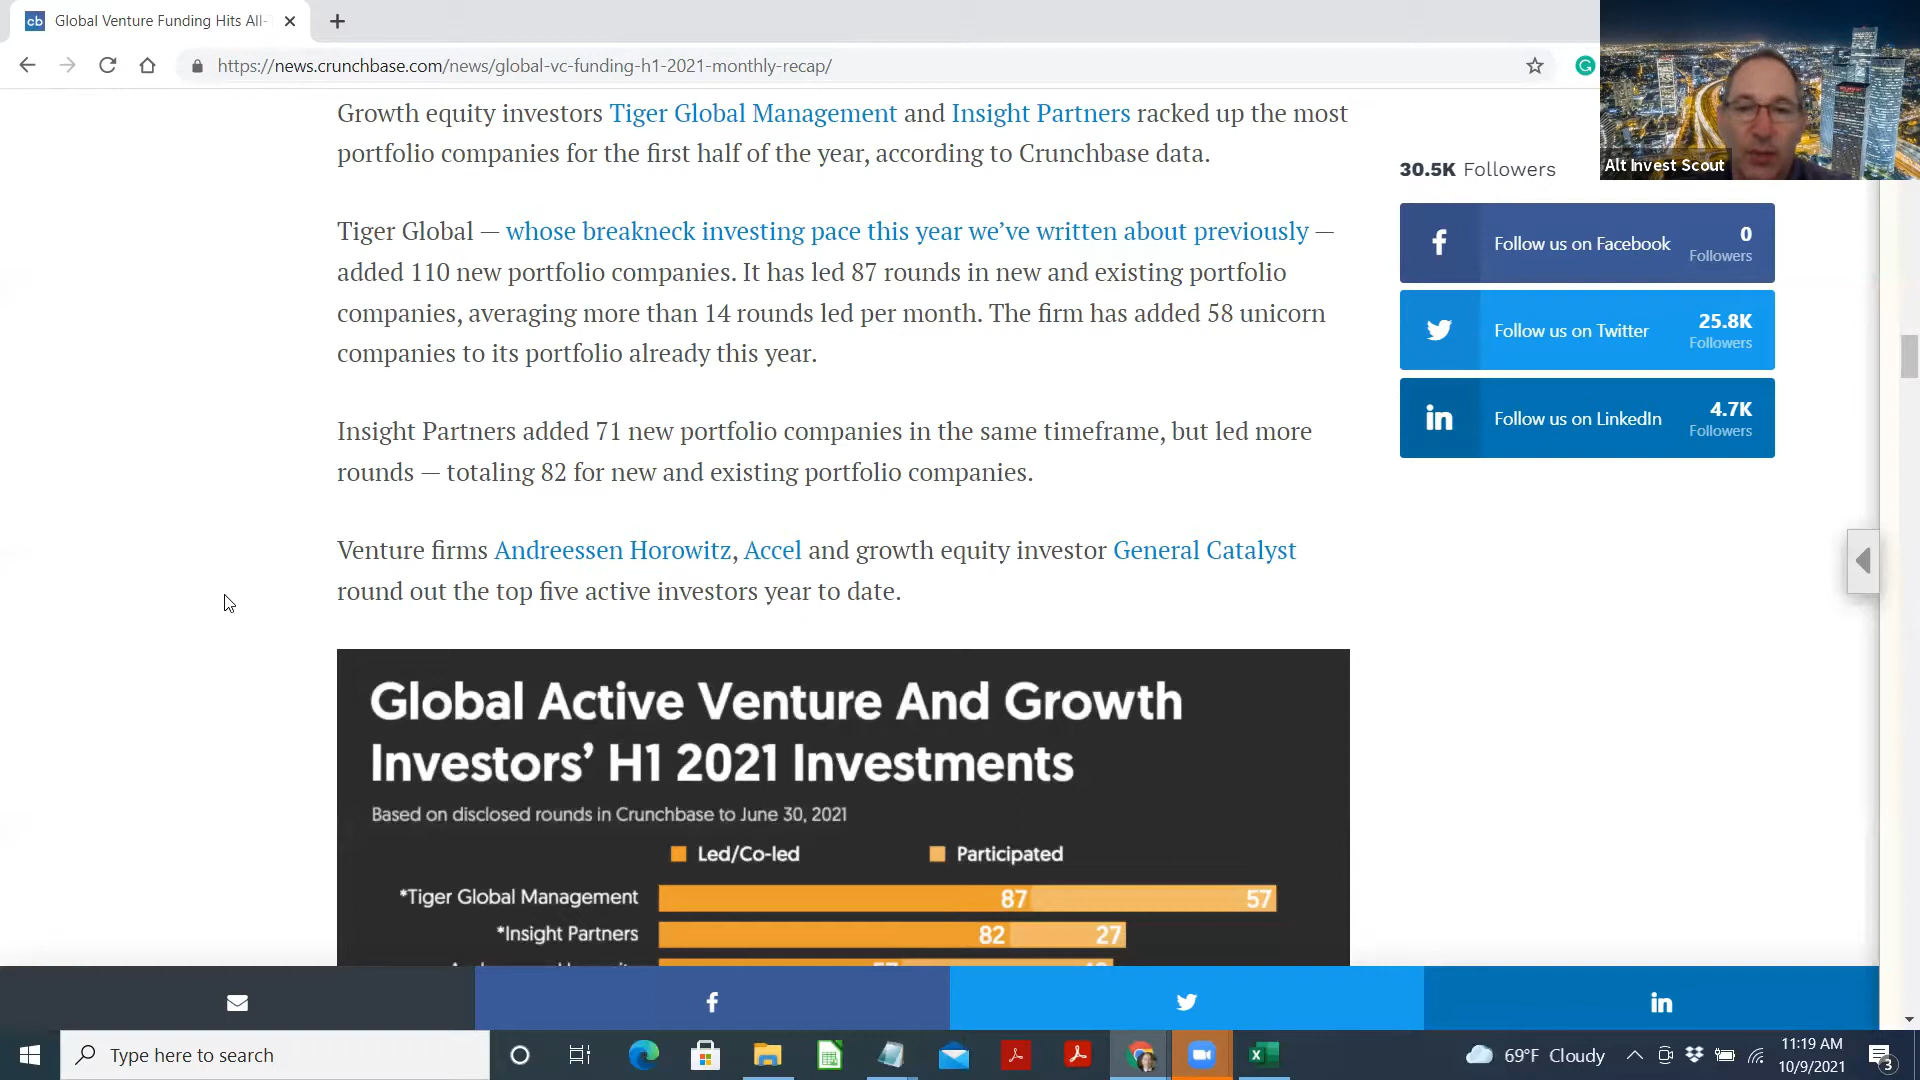 cb Global Venture Funding Hits All-
https://news.crunchbase.com/news/global-vc-funding-h1-2021-monthly-recap/
Alt Invest Scout
Growth equity investors Tiger Global Management and Insight Partners racked up the most
portfolio companies for the first half of the year, according to Crunchbase data.
Tiger Global — whose breakneck investing pace this year we’ve written about previously —
added 110 new portfolio companies. It has led 87 rounds in new and existing portfolio
companies, averaging more than 14 rounds led per month. The firm has added 58 unicorn
companies to its portfolio already this year.
Insight Partners added 71 new portfolio companies in the same timeframe, but led more
rounds — totaling 82 for new and existing portfolio companies.
Venture firms Andreessen Horowitz, Accel and growth equity investor General Catalyst
round out the top five active investors year to date.
30.5K Followers
Follow us on Facebook 0 Followers
Follow us on Twitter 25.8K Followers
Follow us on LinkedIn 4.7K Followers
Global Active Venture And Growth
Investors’ H1 2021 Investments
Based on disclosed rounds in Crunchbase to June 30, 2021
Led/Co-led Participated
*Tiger Global Management 87 57
*Insight Partners 82 27
Type here to search
69°F Cloudy
11:19 AM
10/9/2021
3